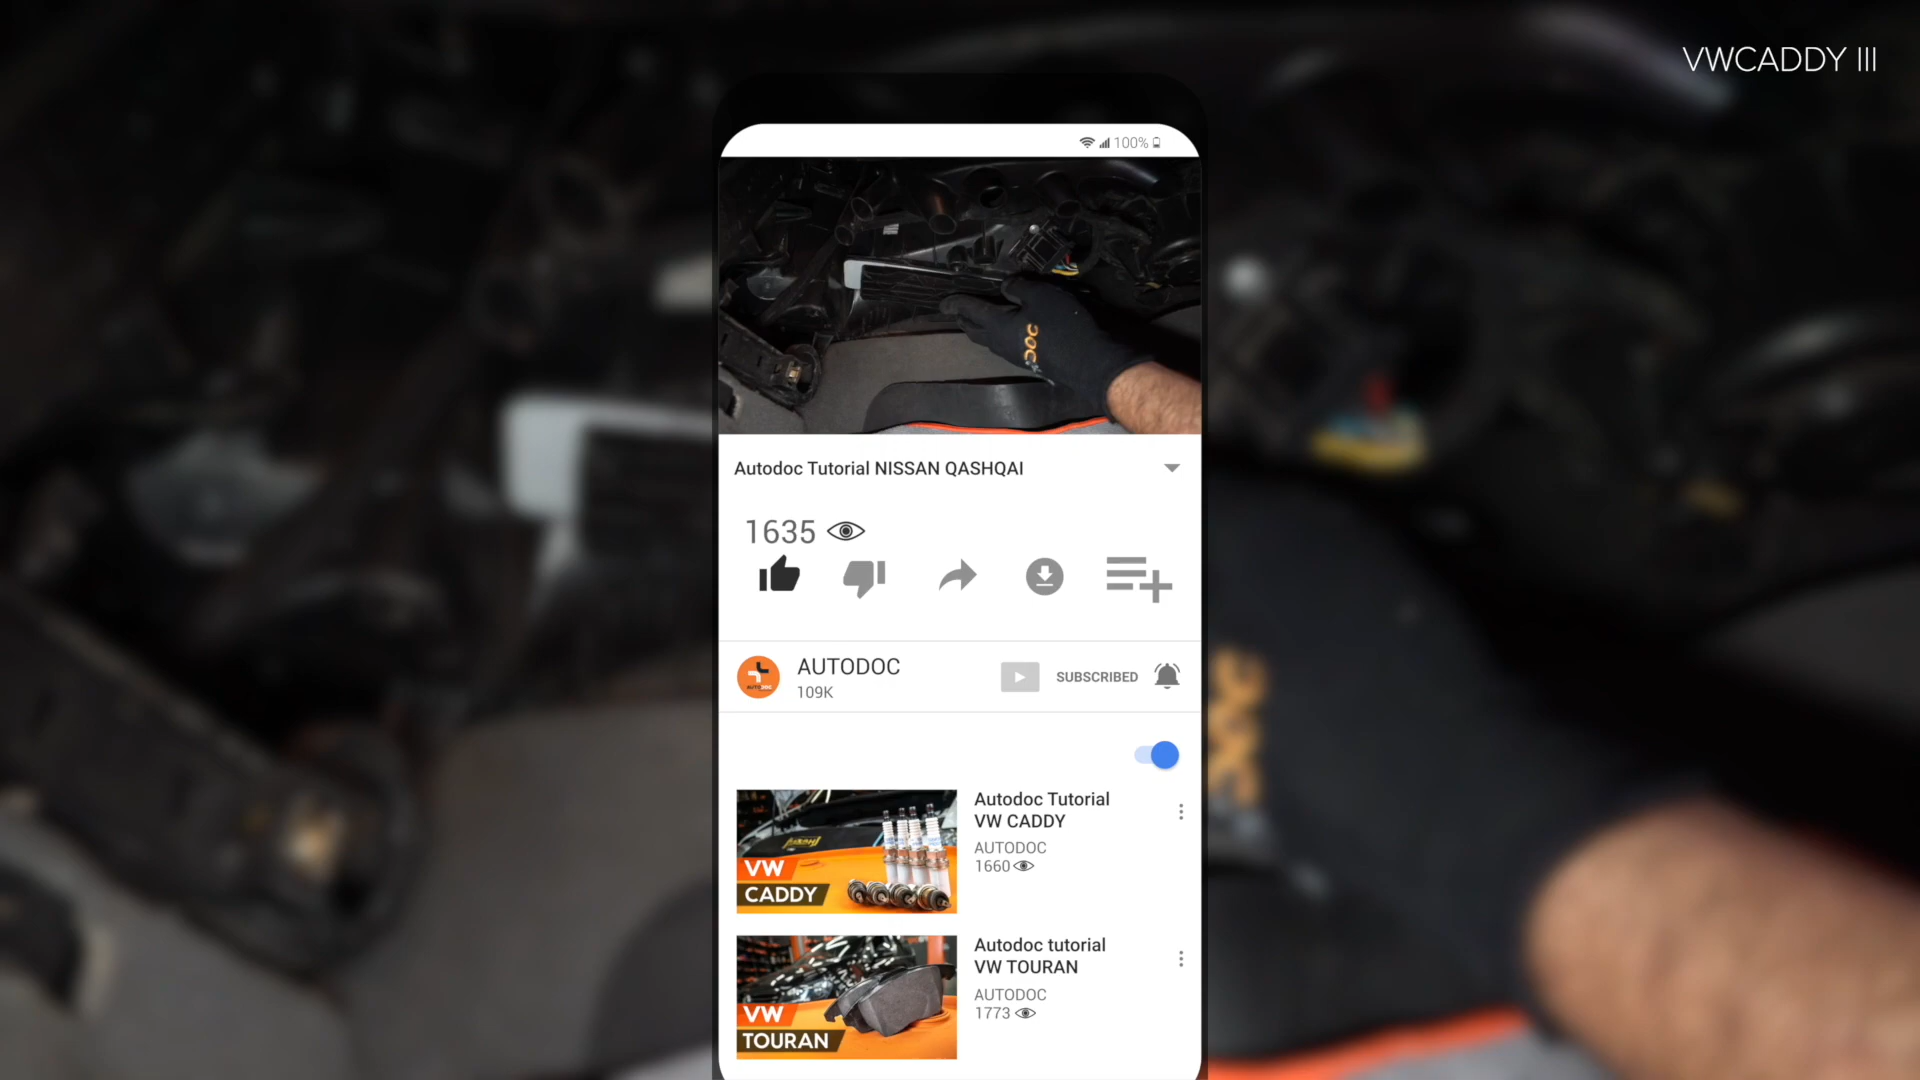 VWCADDY III
100%
DOC
Autodoc Tutorial NISSAN QASHQAI
1635
AUTODOC
109K
SUBSCRIBED
Autodoc Tutorial
VW CADDY
AUTODOC
1660
VW
CADDY
Autodoc tutorial
VW TOURAN
AUTODOC
1773
VW
TOURAN